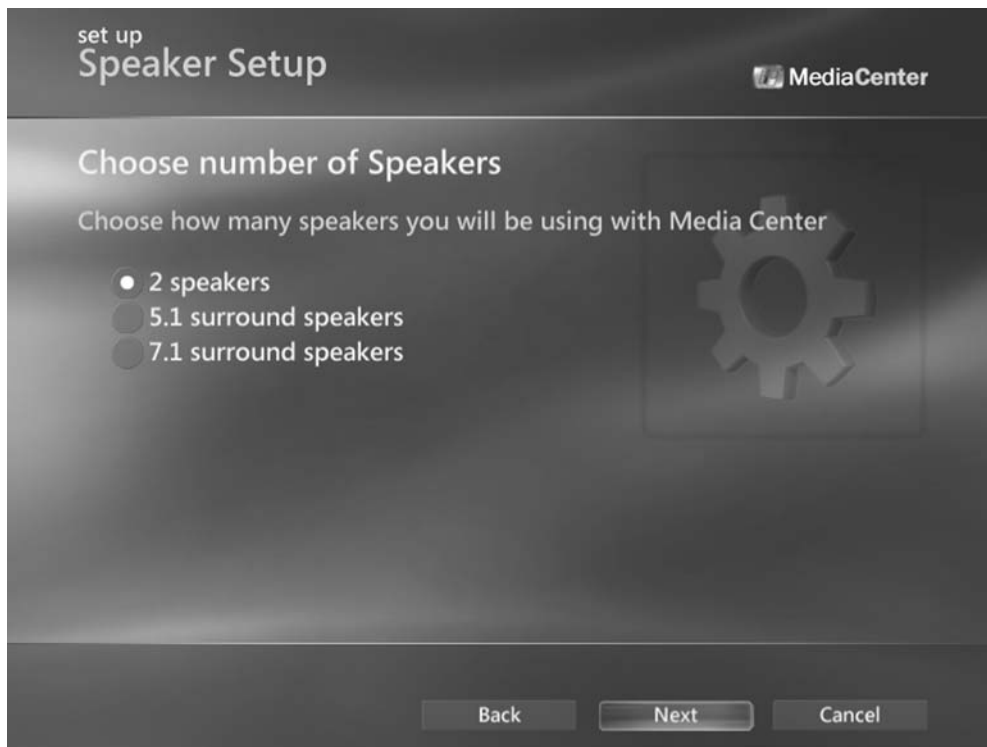 set up
Speaker Setup
MediaCenter
Choose number of Speakers
Choose how many speakers you will be using with Media Center
2 speakers
5.1 surround speakers
7.1 surround speakers
Back
Next
Cancel